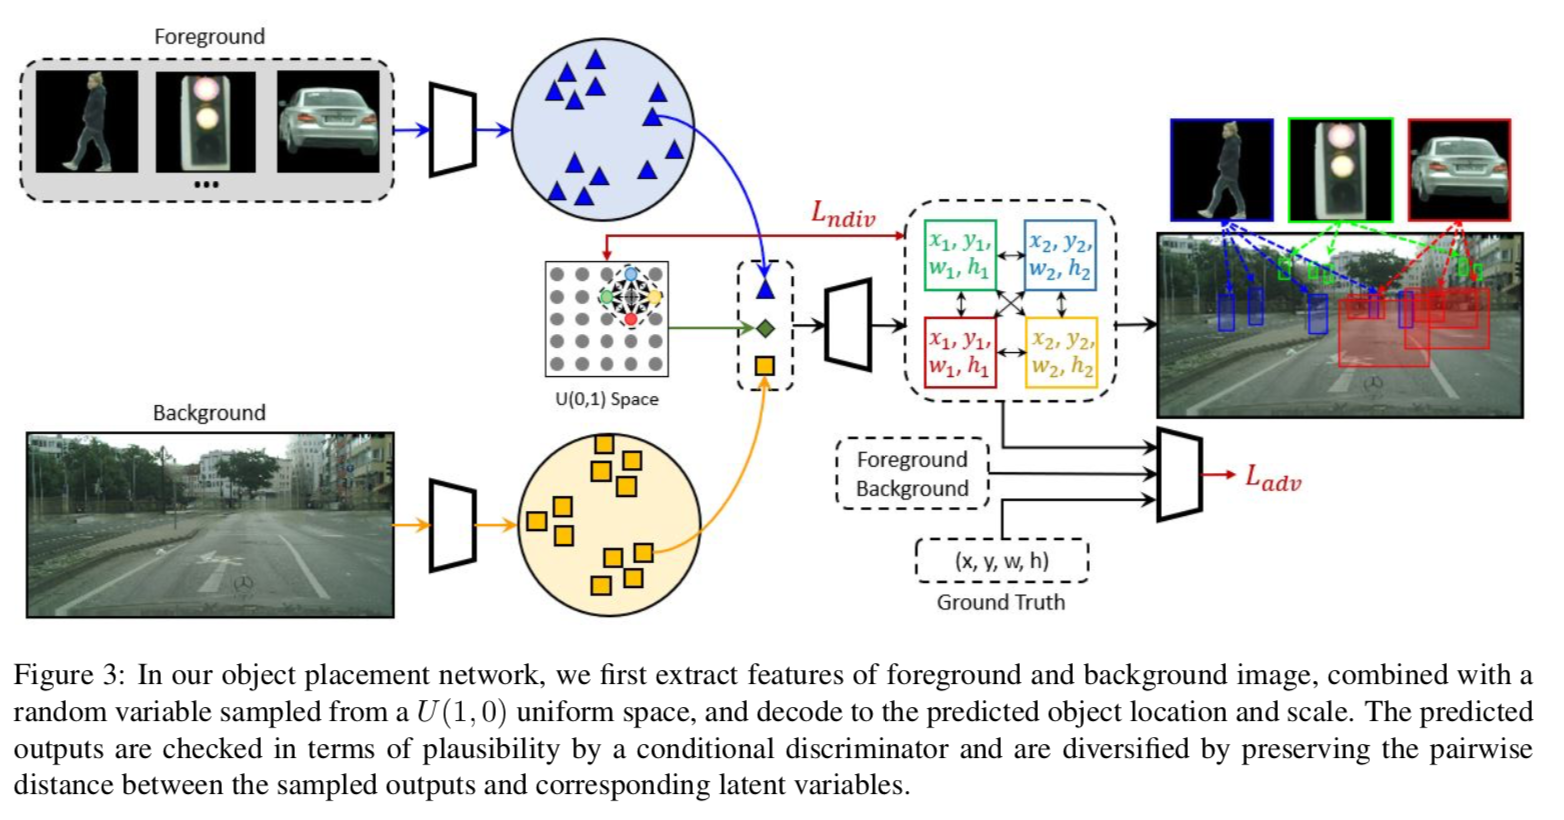 Foreground
...
L_ndiv
x_1, y_1,
w_1, h_1
x_2, y_2,
w_2, h_2
x_1, y_1,
w_1, h_1
x_2, y_2,
w_2, h_2
U(0,1) Space
Background
Foreground
Background
L_adv
(x, y, w, h)
Ground Truth
Figure 3: In our object placement network, we first extract features of foreground and background image, combined with a
random variable sampled from a U(1, 0) uniform space, and decode to the predicted object location and scale. The predicted
outputs are checked in terms of plausibility by a conditional discriminator and are diversified by preserving the pairwise
distance between the sampled outputs and corresponding latent variables.